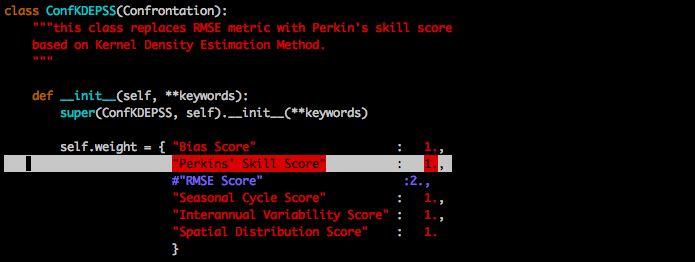 class ConfKDEPSS(Confrontation):
"""this class replaces RMSE metric with Perkin's skill score
based on Kernel Density Estimation Method.
"""
def __init__(self, **keywords):
super(ConfKDEPSS, self).__init__(**keywords)
self.weight = { "Bias Score" : 1.,
"Perkins' Skill Score" : 1.,
#"RMSE Score" :2.,
"Seasonal Cycle Score" : 1.,
"Interannual Variability Score" : 1.,
"Spatial Distribution Score" : 1.
}